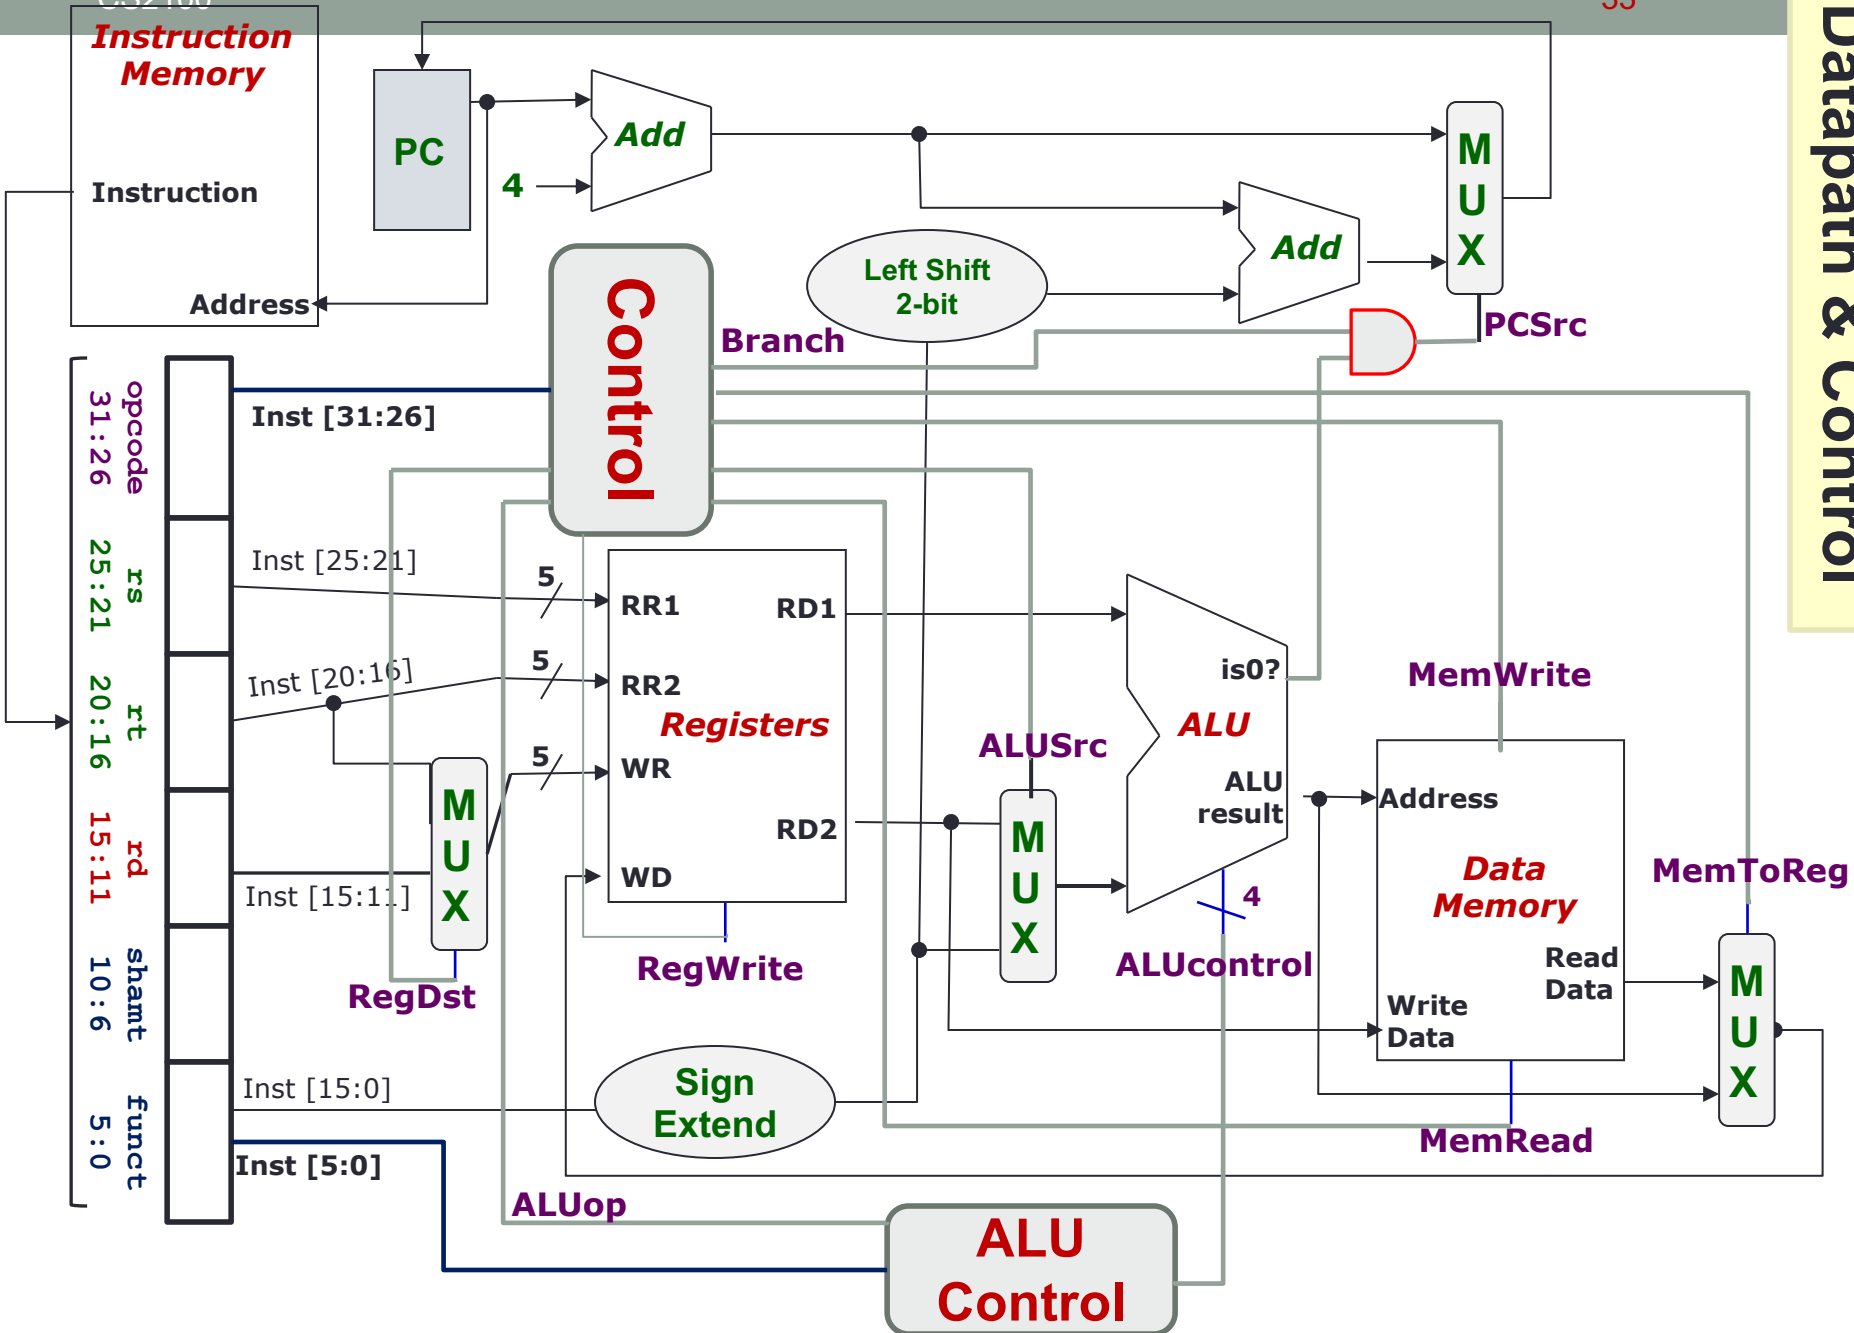 CS2100
33
Datapath & Control
Instruction
Memory
Instruction
Address
PC
4
Add
Add
Left Shift
2-bit
M
U
X
PCSrc
Control
Branch
opcode
31:26
Inst [31:26]
rs
25:21
Inst [25:21]
rt
20:16
Inst [20:16]
rd
15:11
Inst [15:11]
shamt
10:6
funct
5:0
Inst [15:0]
Inst [5:0]
5
5
5
M
U
X
RegDst
RR1
RR2
WR
WD
RD1
RD2
Registers
RegWrite
Sign
Extend
ALUSrc
M
U
X
is0?
ALU
ALU
result
4
ALUcontrol
MemWrite
Address
Data
Memory
Read
Data
Write
Data
MemRead
MemToReg
M
U
X
ALUop
ALU
Control